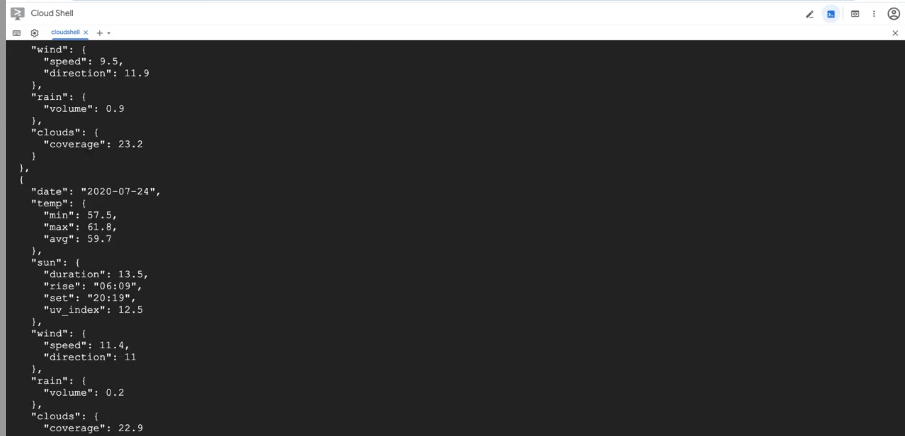 Cloud Shell
cloudshell
"wind": {
"speed": 9.5,
"direction": 11.9
},
"rain": {
"volume": 0.9
},
"clouds": {
"coverage": 23.2
}
},
{
"date": "2020-07-24",
"temp": {
"min": 57.5,
"max": 61.8,
"avg": 59.7
},
"sun": {
"duration": 13.5,
"rise": "06:09",
"set": "20:19",
"uv_index": 12.5
},
"wind": {
"speed": 11.4,
"direction": 11
},
"rain": {
"volume": 0.2
},
"clouds": {
"coverage": 22.9